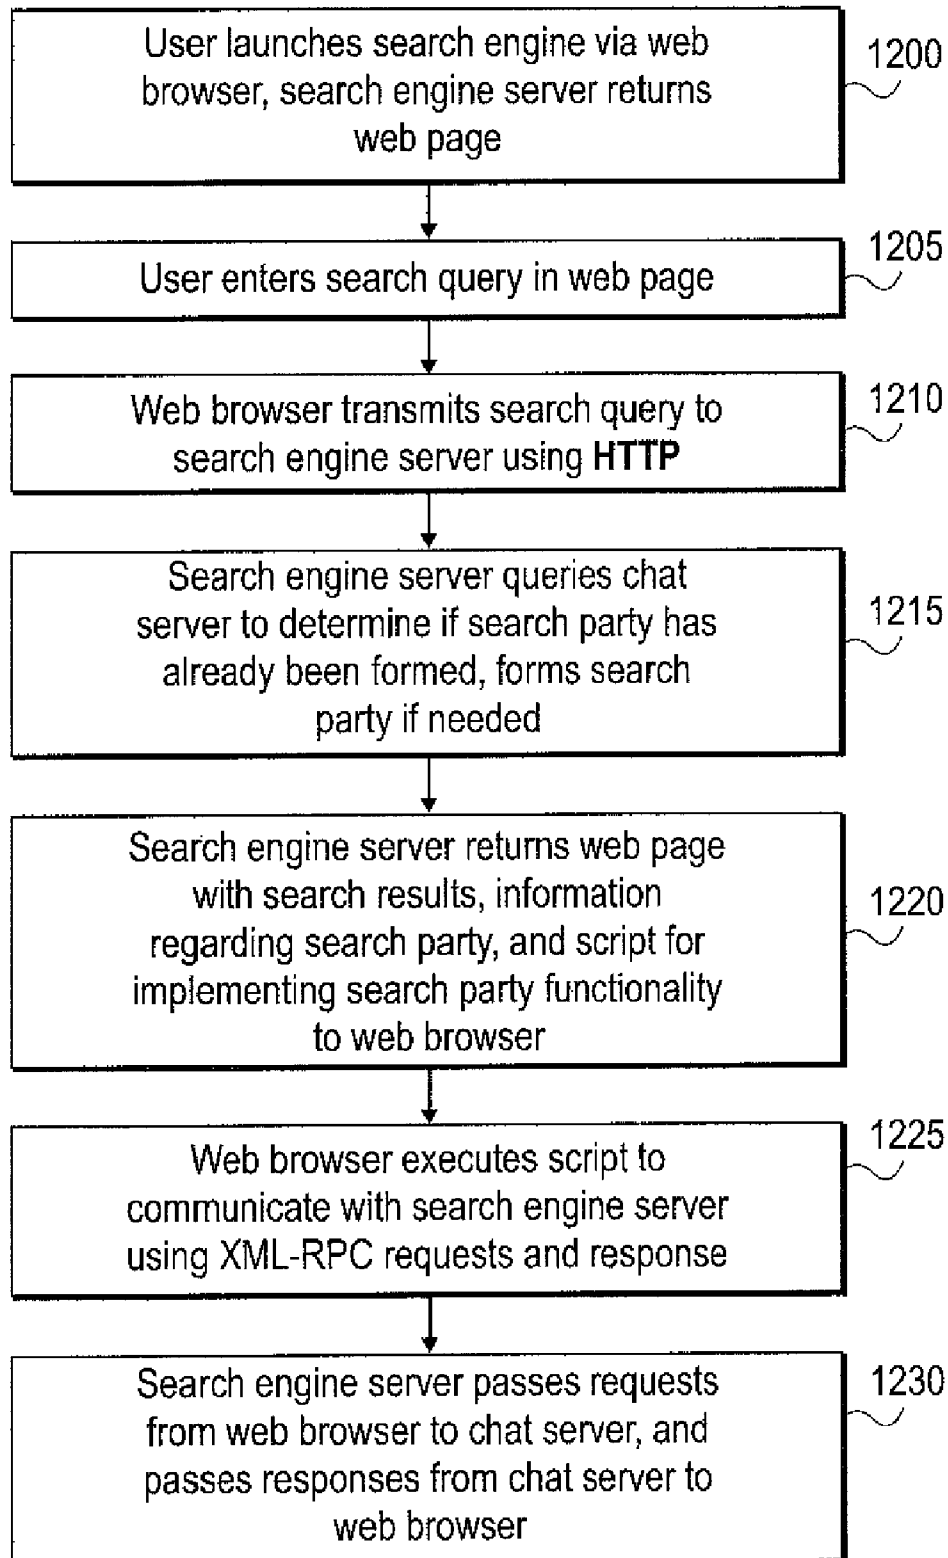 User launches search engine via web
browser, search engine server returns
web page
1200
User enters search query in web page
1205
Web browser transmits search query to
search engine server using HTTP
1210
Search engine server queries chat
server to determine if search party has
already been formed, forms search
party if needed
1215
Search engine server returns web page
with search results, information
regarding search party, and script for
implementing search party functionality
to web browser
1220
Web browser executes script to
communicate with search engine server
using XML-RPC requests and response
1225
Search engine server passes requests
from web browser to chat server, and
passes responses from chat server to
web browser
1230